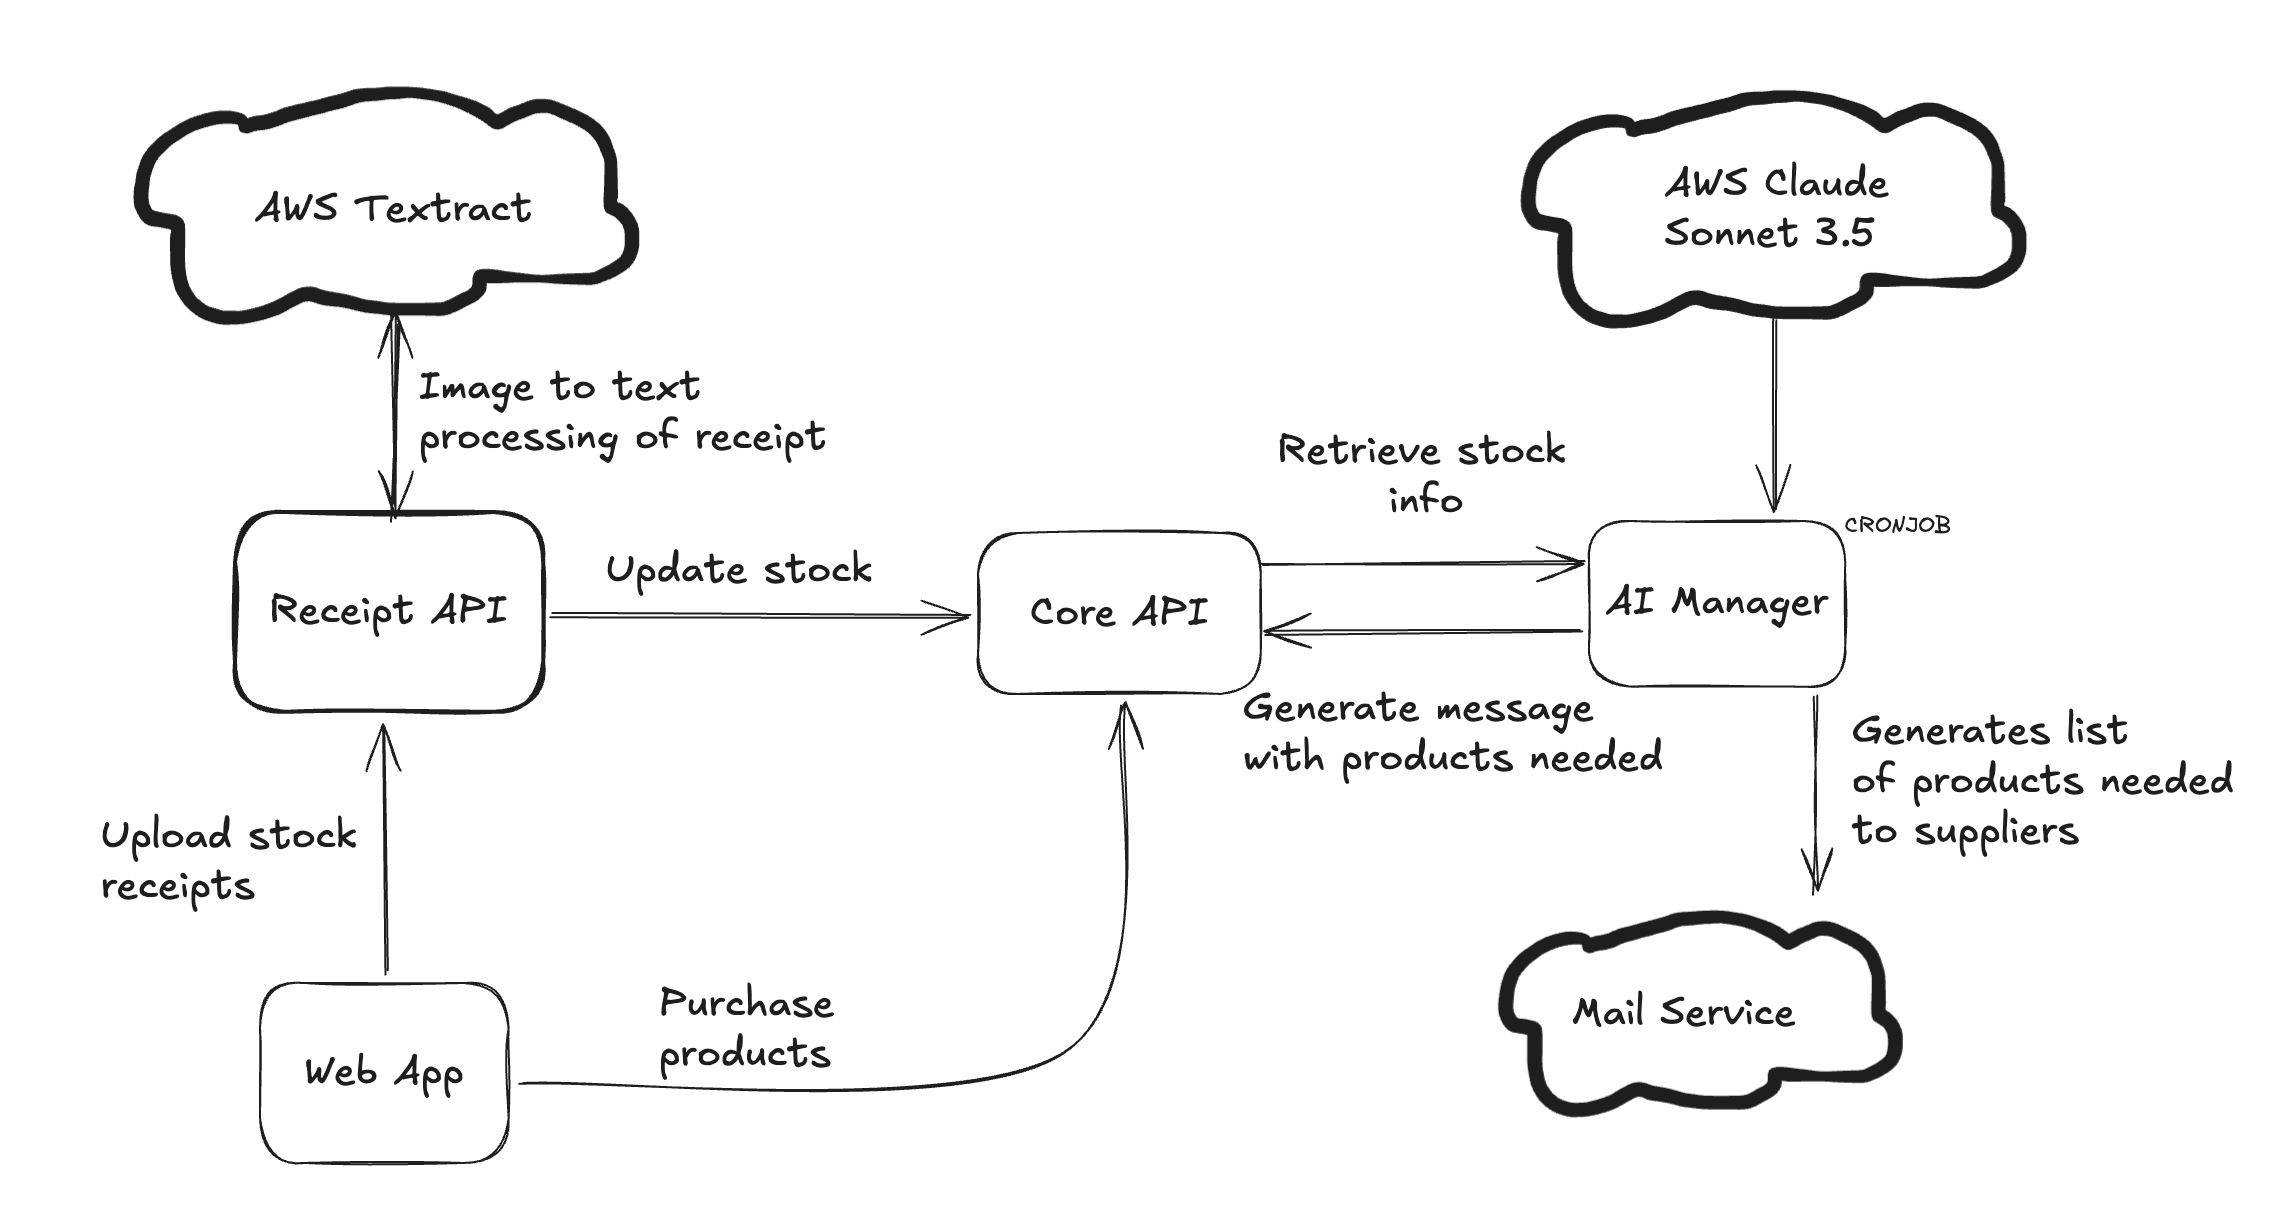 AWS Textract
AWS Claude
Sonnet 3.5
Image to text
processing of receipt
Retrieve stock
info
CRONJOB
Receipt API
Update stock
Core API
AI Manager
Generate message
with products needed
Generates list
of products needed
to suppliers
Upload stock
receipts
Purchase
products
Web App
Mail Service